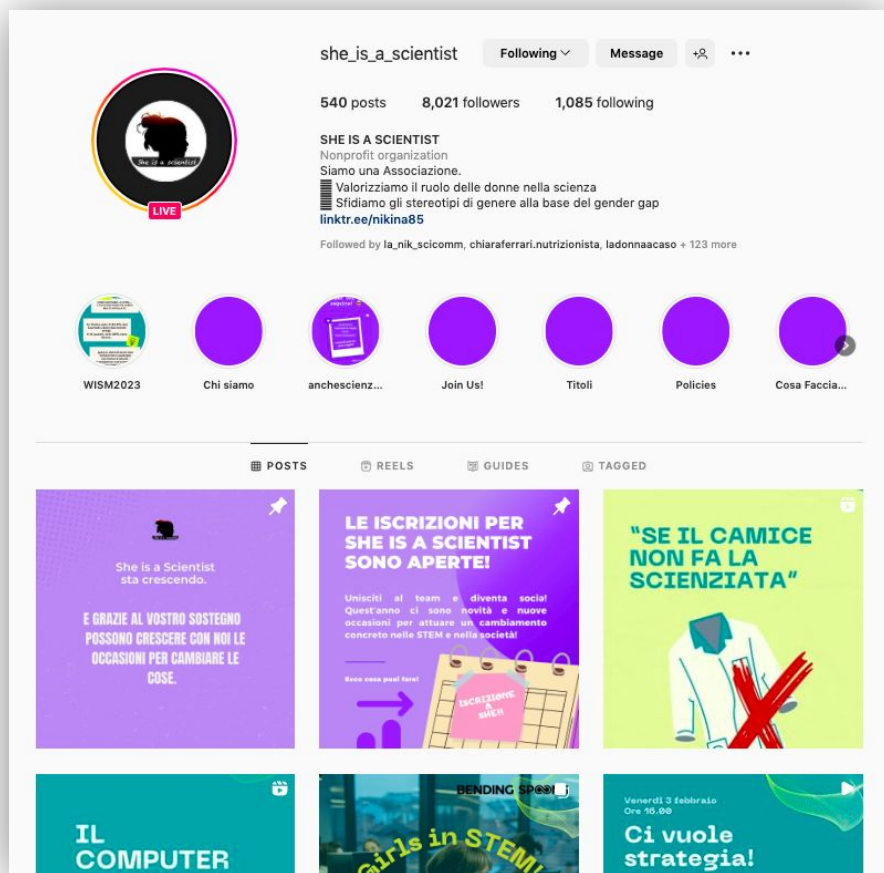 she_is_a_scientist
Following
Message
540 posts
8,021 followers
1,085 following
SHE IS A SCIENTIST
Nonprofit organization
Siamo una Associazione.
Valorizziamo il ruolo delle donne nella scienza
Sfidiamo gli stereotipi di genere alla base del gender gap
linktr.ee/nikina85
Followed by la_nik_scicomm, chiaraferrari.nutrizionista, ladonnaacaso + 123 more
She is a scientist
LIVE
WISM2023
Chi siamo
anchescienz...
Join Us!
Titoli
Policies
Cosa Faccia...
POSTS
REELS
GUIDES
TAGGED
She is a Scientist
sta crescendo.
E GRAZIE AL VOSTRO SOSTEGNO
POSSONO CRESCERE CON NOI LE
OCCASIONI PER CAMBIARE LE
COSE.
LE ISCRIZIONI PER
SHE IS A SCIENTIST
SONO APERTE!
Unisciti al team e diventa socia!
Quest'anno ci sono novità e nuove
occasioni per attuare un cambiamento
concreto nelle STEM e nella società!
Ecco cosa puoi fare!
ISCRIZIONE
A
"SE IL CAMICE
NON FA LA
SCIENZIATA"
IL
COMPUTER
BENDING SPOONS
Girls in STEM
Venerdì 3 febbraio
Ore 16.00
Ci vuole
strategia!